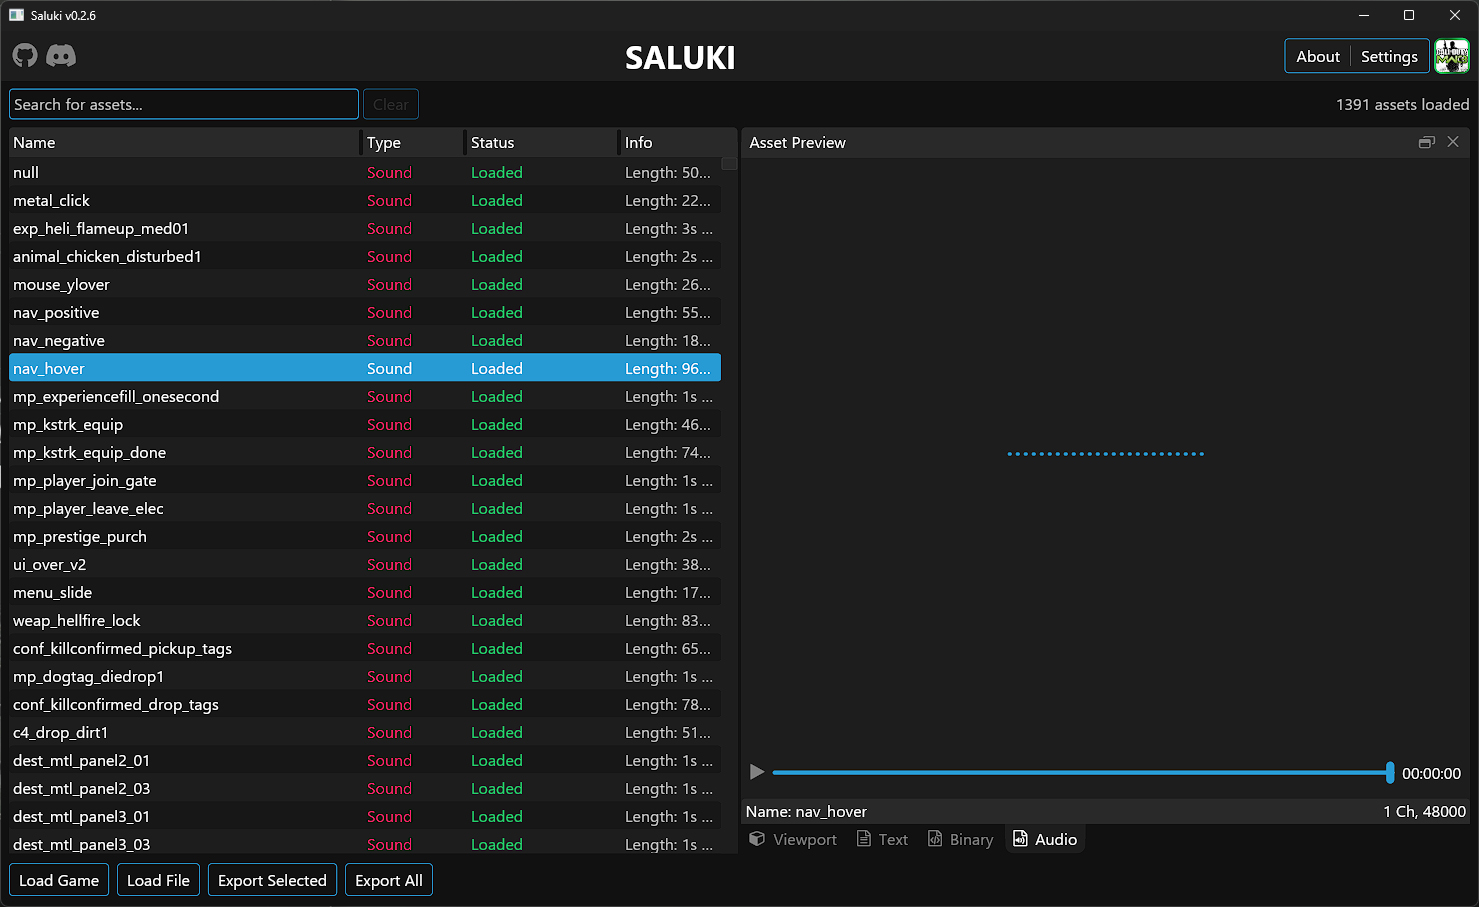 Saluki v0.2.6
SALUKI
About Settings
Search for assets... Clear
1391 assets loaded
Name Type Status Info
Asset Preview
null Sound Loaded Length: 50...
metal_click Sound Loaded Length: 22...
exp_heli_flameup_med01 Sound Loaded Length: 3s ...
animal_chicken_disturbed1 Sound Loaded Length: 2s ...
mouse_ylover Sound Loaded Length: 26...
nav_positive Sound Loaded Length: 55...
nav_negative Sound Loaded Length: 18...
nav_hover Sound Loaded Length: 96...
mp_experiencefill_onesecond Sound Loaded Length: 1s ...
mp_kstrk_equip Sound Loaded Length: 46...
mp_kstrk_equip_done Sound Loaded Length: 74...
mp_player_join_gate Sound Loaded Length: 1s ...
mp_player_leave_elec Sound Loaded Length: 1s ...
mp_prestige_purch Sound Loaded Length: 2s ...
ui_over_v2 Sound Loaded Length: 38...
menu_slide Sound Loaded Length: 17...
weap_hellfire_lock Sound Loaded Length: 83...
conf_killconfirmed_pickup_tags Sound Loaded Length: 65...
mp_dogtag_diedrop1 Sound Loaded Length: 1s ...
conf_killconfirmed_drop_tags Sound Loaded Length: 78...
c4_drop_dirt1 Sound Loaded Length: 51...
dest_mtl_panel2_01 Sound Loaded Length: 1s ...
dest_mtl_panel2_03 Sound Loaded Length: 1s ...
dest_mtl_panel3_01 Sound Loaded Length: 1s ...
dest_mtl_panel3_03 Sound Loaded Length: 1s ...
00:00:00
Name: nav_hover 1 Ch, 48000
Viewport Text Binary Audio
Load Game Load File Export Selected Export All